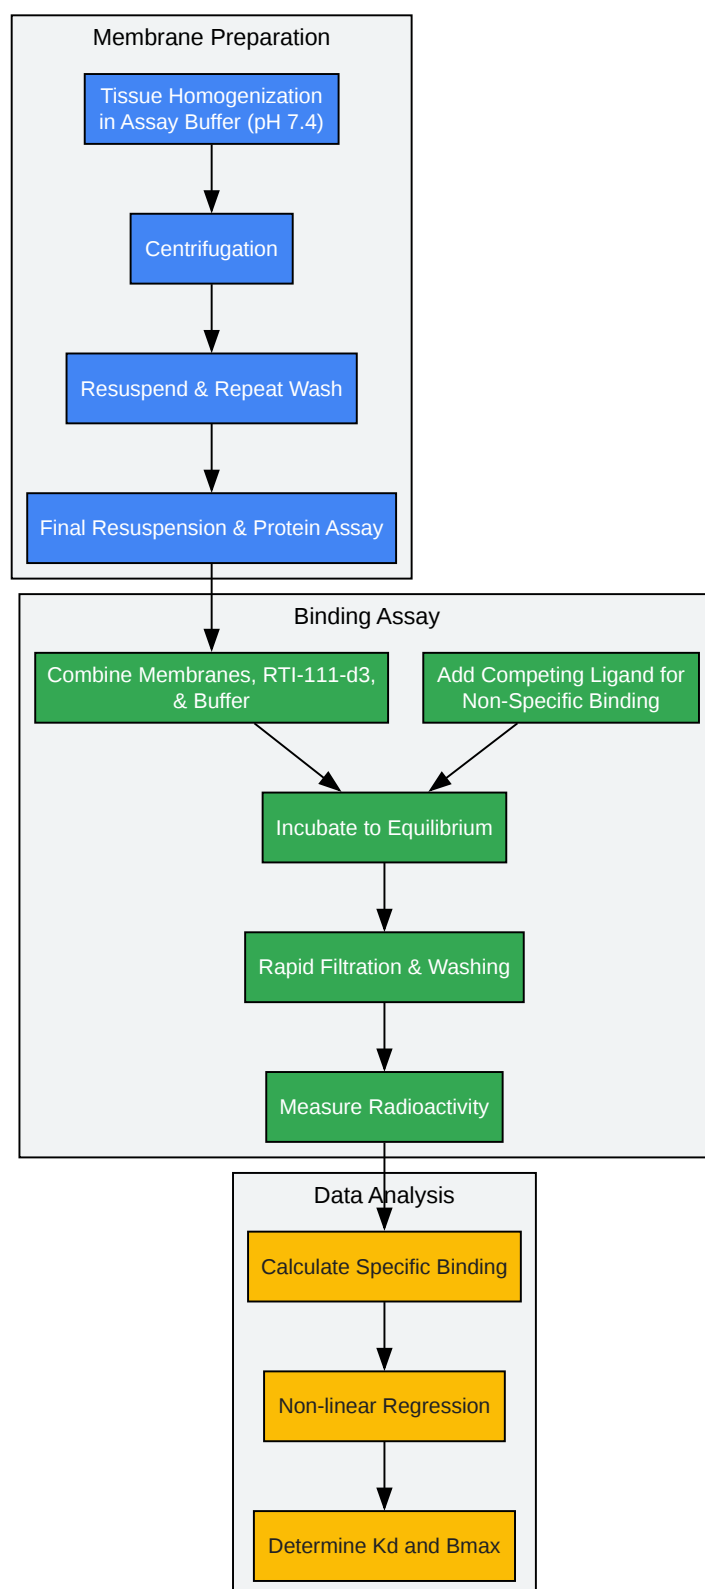 Membrane Preparation
Tissue Homogenization
in Assay Buffer (pH 7.4)
Centrifugation
Resuspend & Repeat Wash
Final Resuspension & Protein Assay
Binding Assay
Combine Membranes, RTI-111-d3,
& Buffer
Add Competing Ligand for
Non-Specific Binding
Incubate to Equilibrium
Rapid Filtration & Washing
Measure Radioactivity
Data Analysis
Calculate Specific Binding
Non-linear Regression
Determine Kd and Bmax